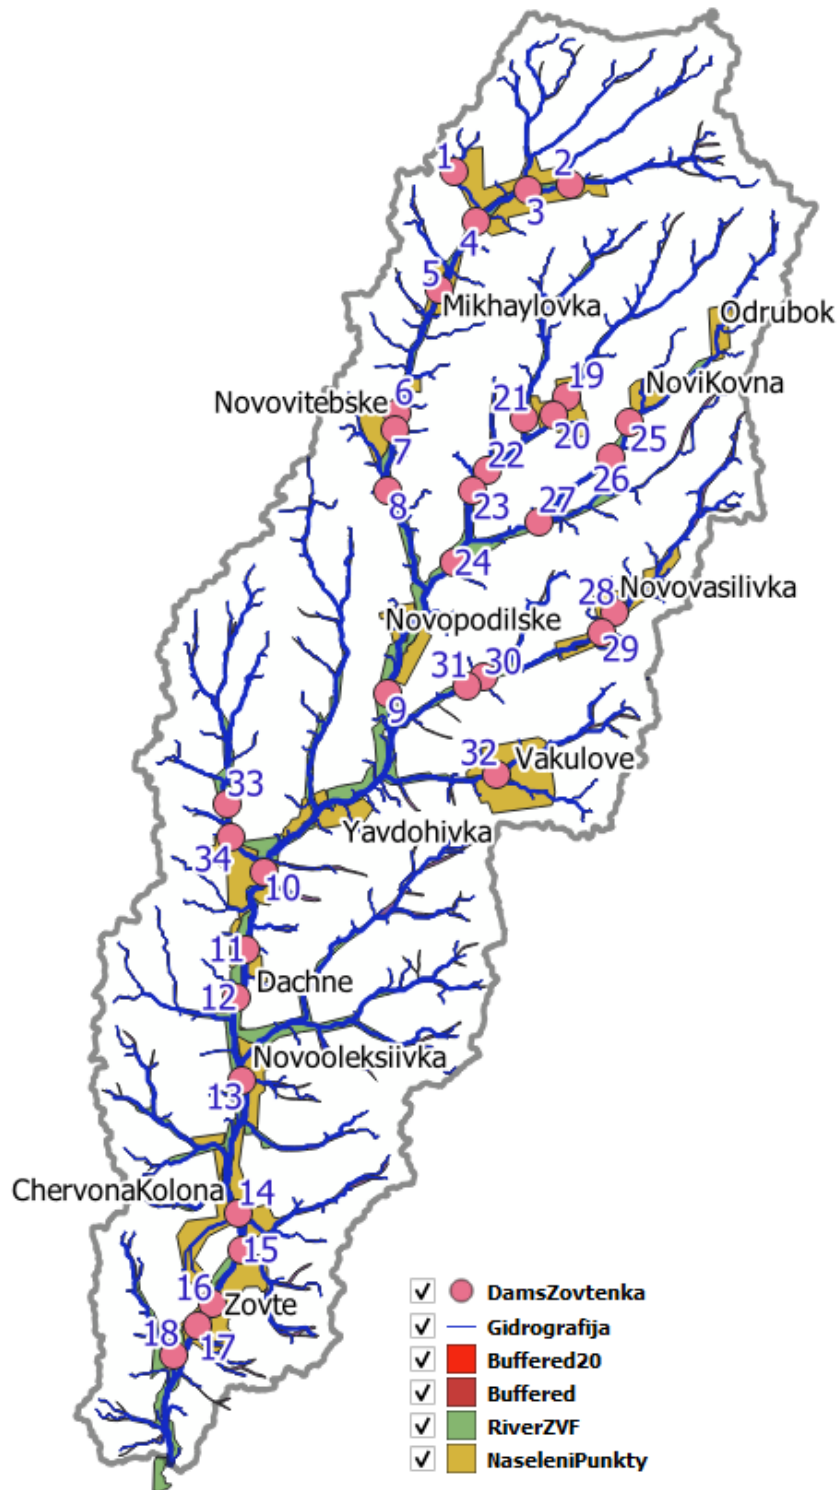 1
2
3
4
5
Mikhaylovka
Odrubok
19
NoviKovna
Novovitebske
6
21
20
25
7
22
26
8
23
27
24
28
Novovasilivka
Novopodilske
29
31
30
9
32
Vakulove
33
Yavdohivka
34
10
11
Dachne
12
Novooleksiivka
13
ChervonaKolona
14
15
16
Zovte
18
17
DamsZovtenka
Gidrografija
Buffered20
Buffered
RiverZVF
NaseleniPunkty